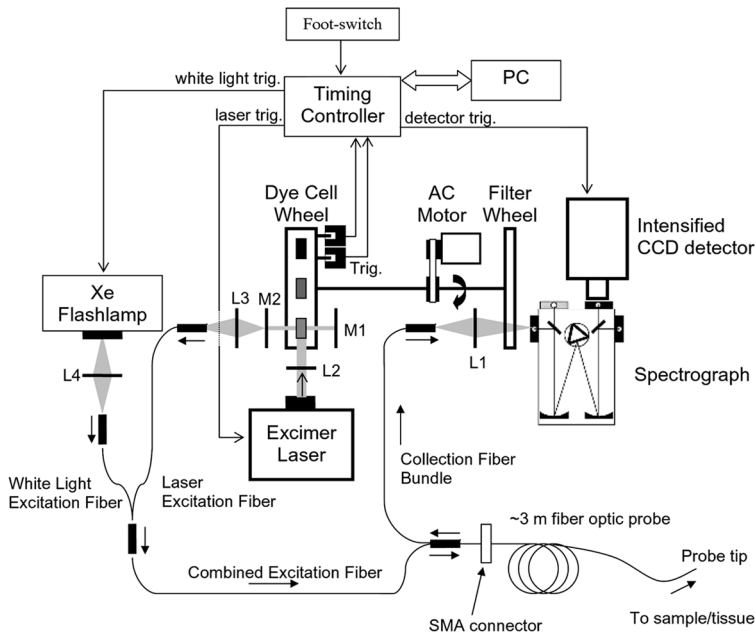 Foot-switch
white light trig.
Timing
Controller
PC
laser trig.
detector trig.
Dye Cell
Wheel
AC
Motor
Filter
Wheel
Intensified
CCD detector
Trig.
Xe
Flashlamp
L3
M2
M1
L1
L2
L4
Spectrograph
Excimer
Laser
White Light
Excitation Fiber
Laser
Excitation Fiber
Collection Fiber
Bundle
~3 m fiber optic probe
Probe tip
Combined Excitation Fiber
SMA connector
To sample/tissue